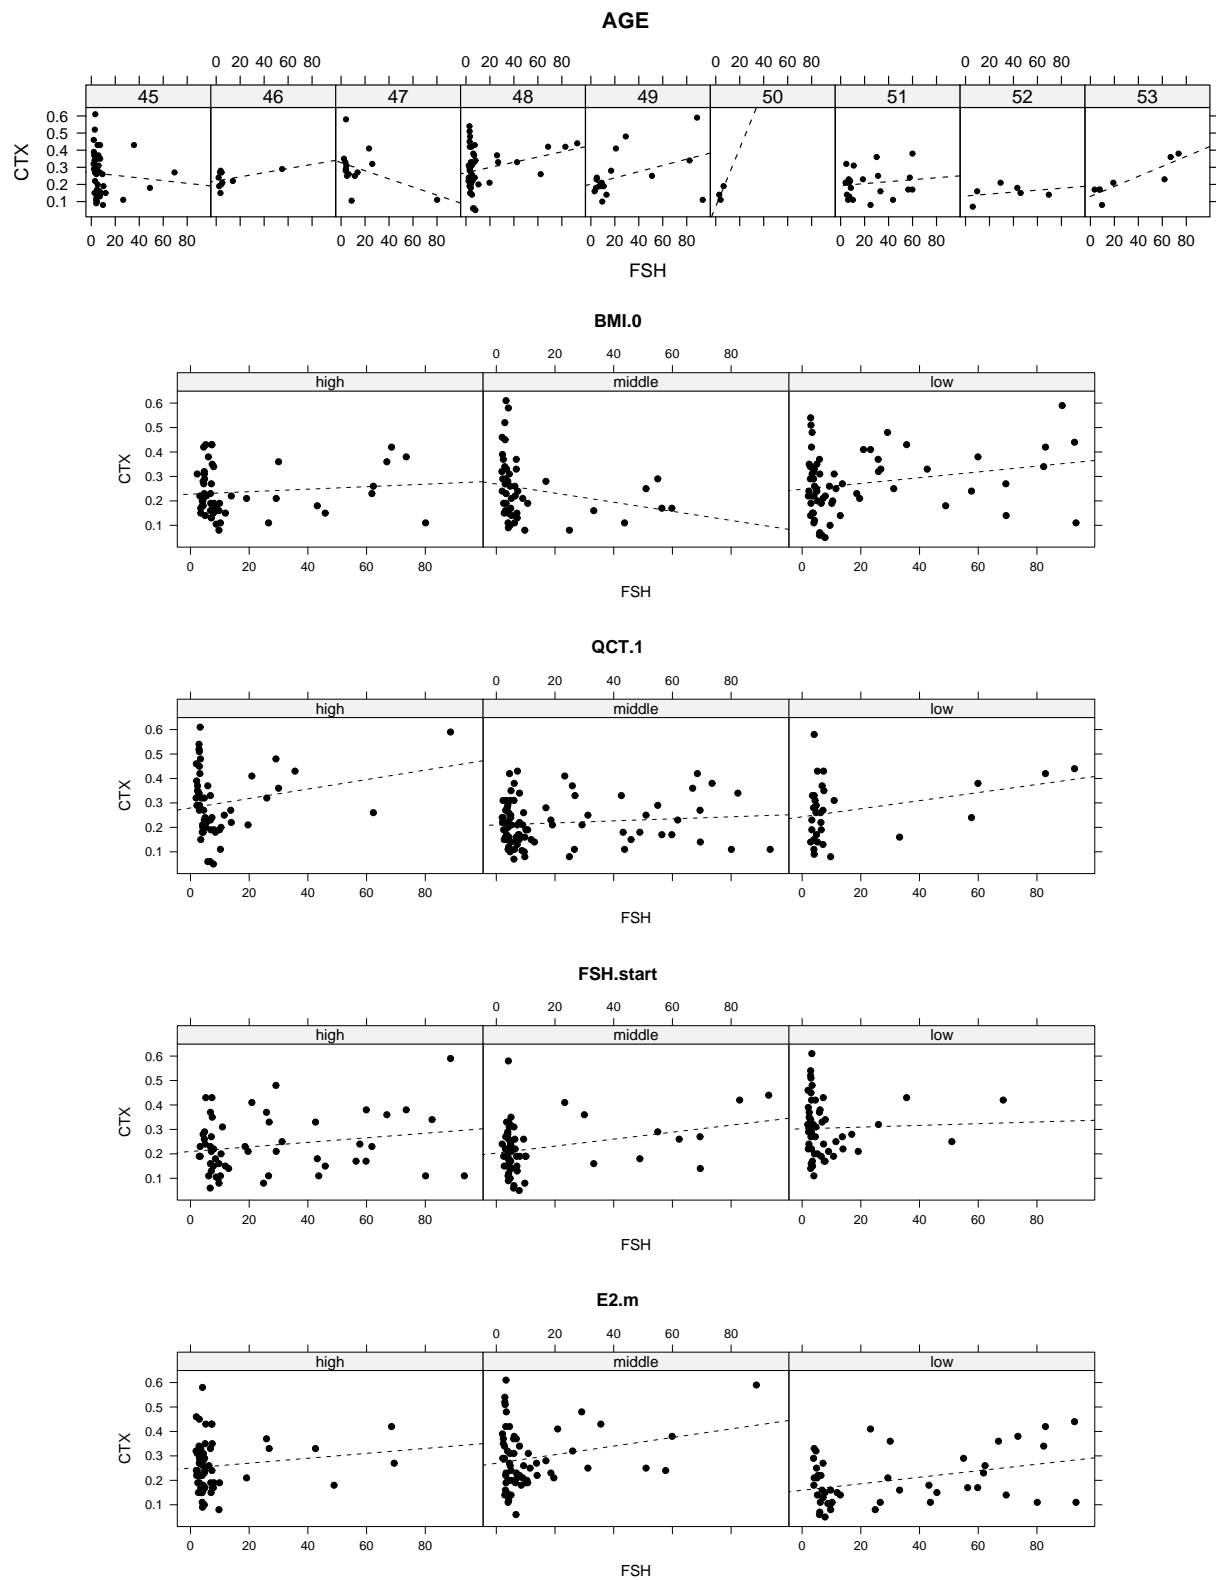 AGE
0 20 40 60 80 0 20 40 60 80 0 20 40 60 80 0 20 40 60 80
45 46 47 48 49 50 51 52 53
0.6
0.5
0.4
0.3
0.2
0.1
CTX
0 20 40 60 80 0 20 40 60 80 0 20 40 60 80 0 20 40 60 80 0 20 40 60 80
FSH
BMI.0
0 20 40 60 80
high middle low
0.6
0.5
0.4
0.3
0.2
0.1
CTX
0 20 40 60 80 0 20 40 60 80
FSH
QCT.1
0 20 40 60 80
high middle low
0.6
0.5
0.4
0.3
0.2
0.1
CTX
0 20 40 60 80 0 20 40 60 80
FSH
FSH.start
0 20 40 60 80
high middle low
0.6
0.5
0.4
0.3
0.2
0.1
CTX
0 20 40 60 80 0 20 40 60 80
FSH
E2.m
0 20 40 60 80
high middle low
0.6
0.5
0.4
0.3
0.2
0.1
CTX
0 20 40 60 80 0 20 40 60 80
FSH